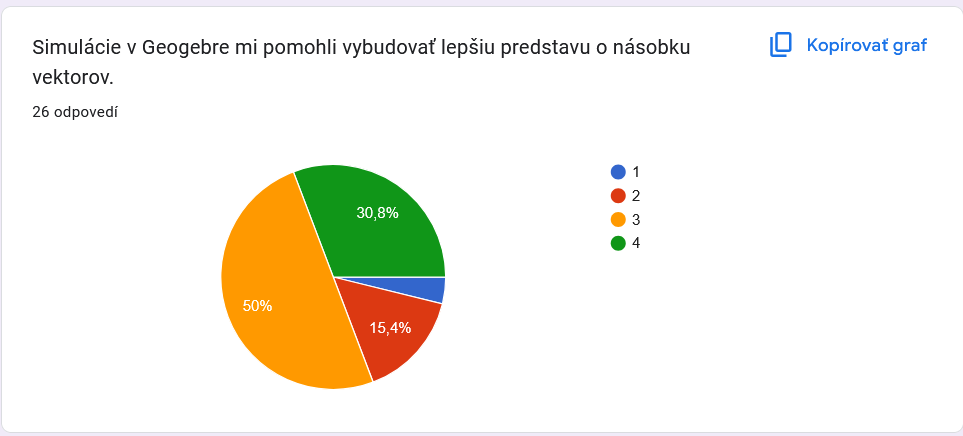 Simulácie v Geogebre mi pomohli vybudovať lepšiu predstavu o násobku
vektorov.
Kopírovať graf
26 odpovedí
1
2
3
4
30,8%
50%
15,4%